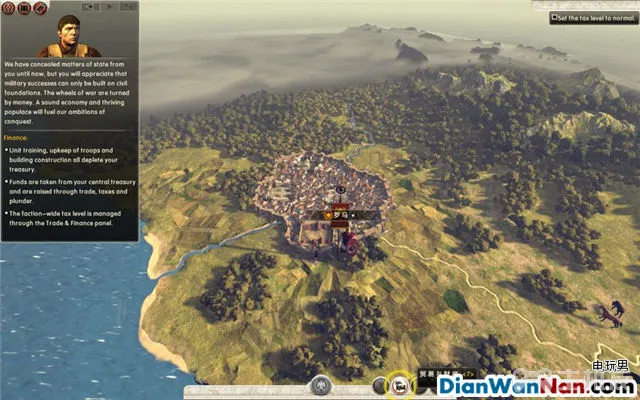 We have concealed matters of state from
you until now, but you will appreciate that
military successes can only be built on civil
foundations. The wheels of war are turned
by money. A sound economy and thriving
populace will fuel our ambitions of
conquest.
Finance:
Unit training, upkeep of troops and
building construction all deplete your
treasury.
Funds are taken from your central treasury
and are raised through trade, taxes and
plunder.
The faction-wide tax level is managed
through the Trade & Finance panel.
Set the tax level to normal.
罗马
电玩男
DianWanNan.com